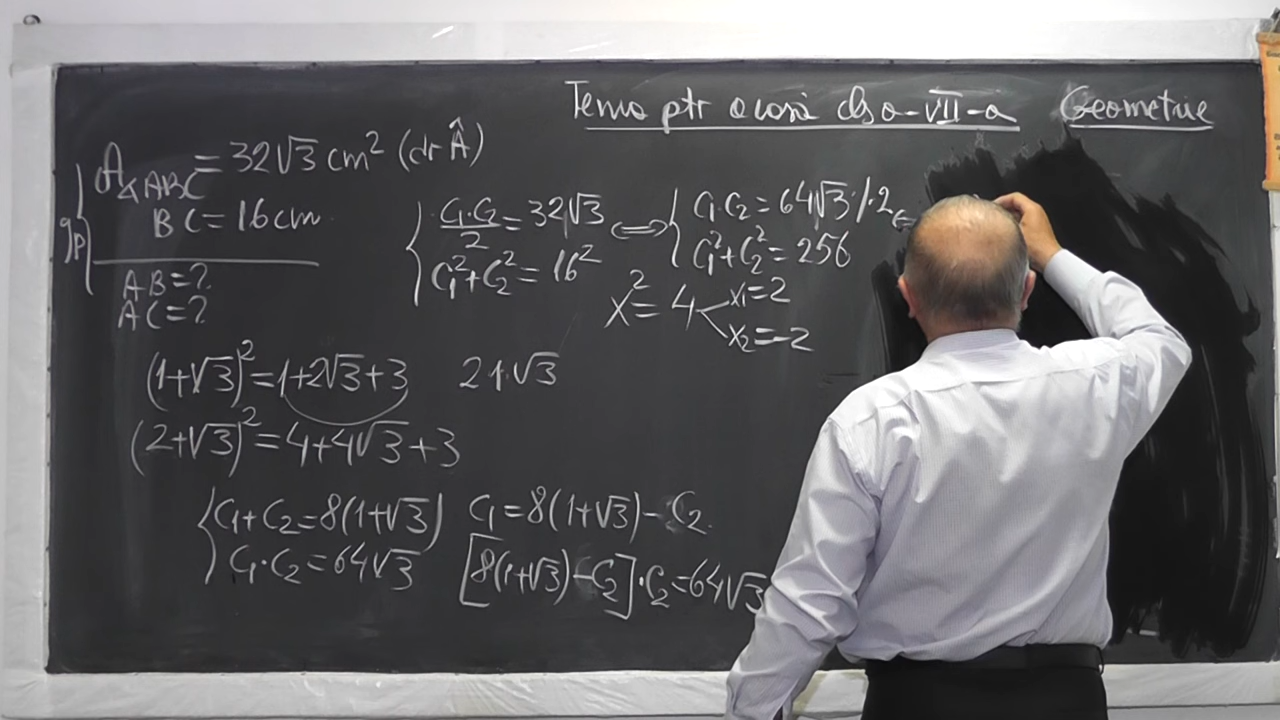 Tema ptr acasă clsa-VII-a Geometrie
A△ABC = 32√3 cm² (dr Â)
BC = 16 cm
ip
AB=?
AC=?
C₁·C₂/2 = 32√3 <=> C₁·C₂ = 64√3 /·2 <=
C₁²+C₂² = 16² C₁²+C₂² = 256
X² = 4 < x₁=2
x₂=-2
(1+√3)² = 1+2√3+3 2·1·√3
(2+√3)² = 4+4√3+3
C₁+C₂=8(1+√3) C₁=8(1+√3)-C₂
C₁·C₂=64√3 [8(1+√3)-C₂]·C₂=64√3